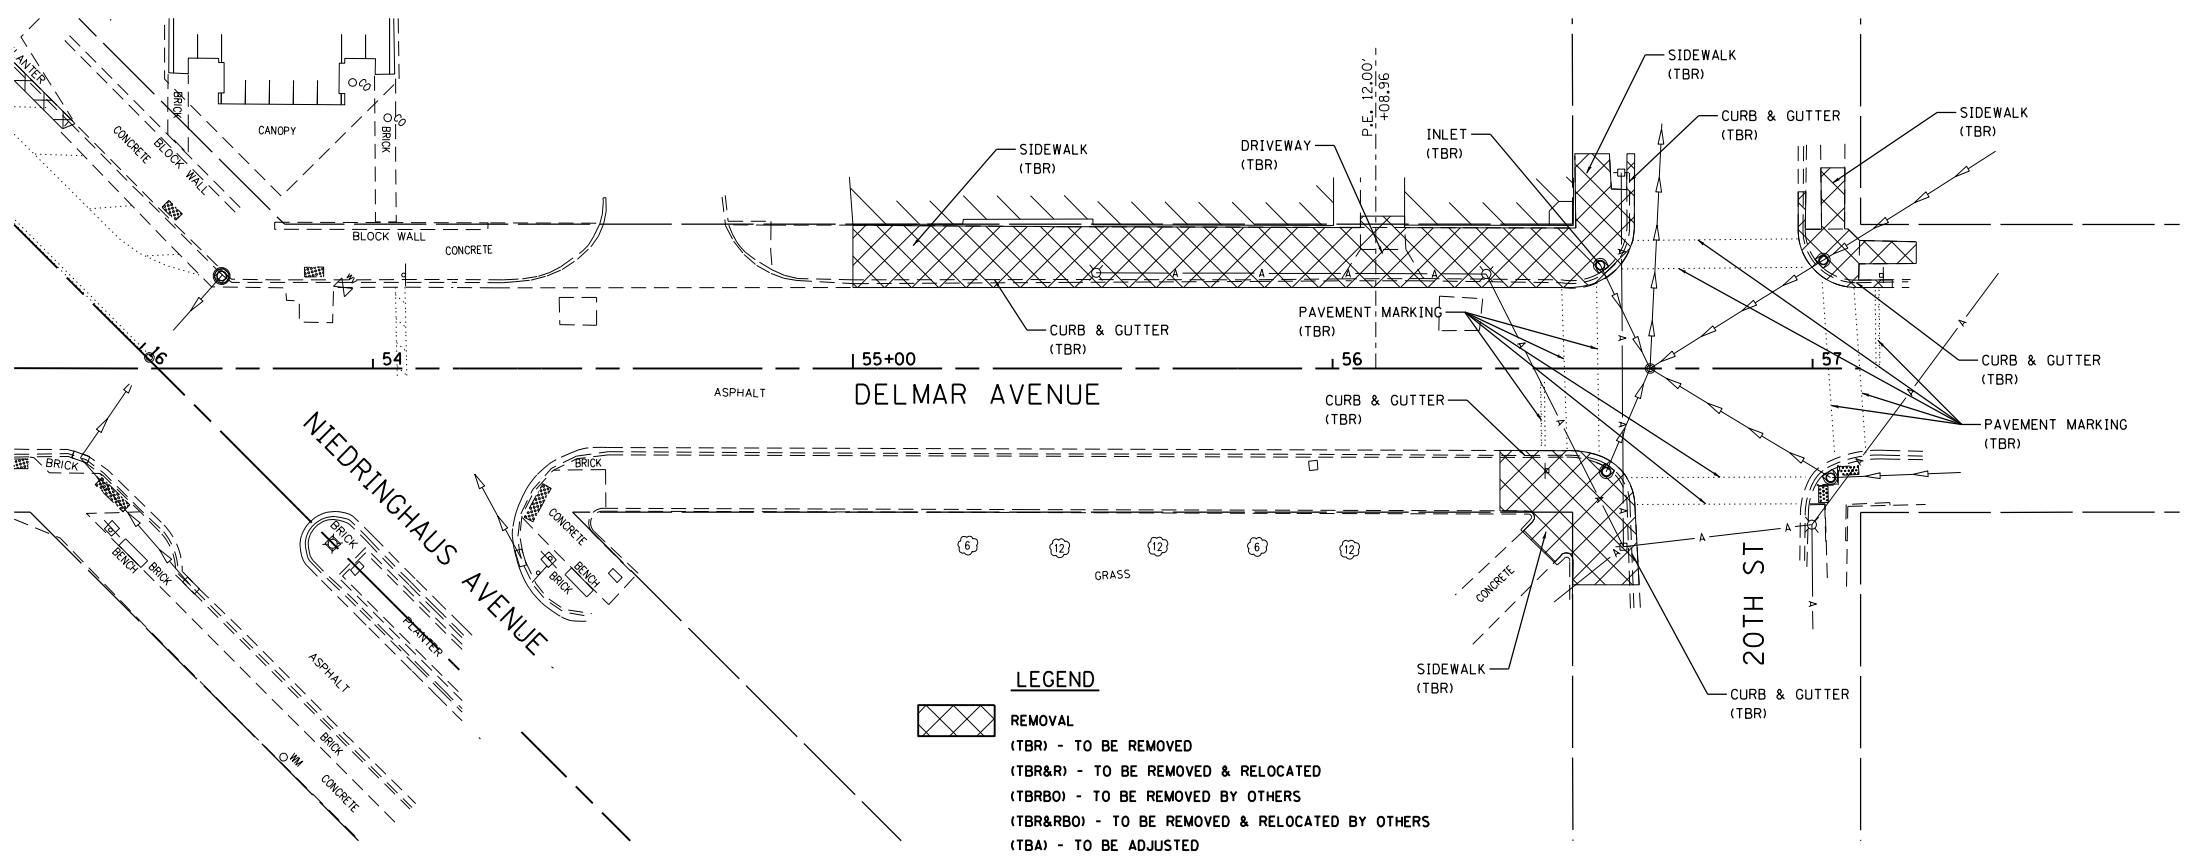 SIDEWALK
(TBR)
P.E. 12.00'
+08.96
CURB & GUTTER
(TBR)
SIDEWALK
(TBR)
INLET
(TBR)
DRIVEWAY
(TBR)
SIDEWALK
(TBR)
CO
CO
BRICK
BRICK
CANOPY
CONCRETE
BLOCK WALL
BLOCK WALL
CONCRETE
WV
A
A
A
A
CURB & GUTTER
(TBR)
PAVEMENT MARKING
(TBR)
A
A
A
16
54
55+00
56
57
CURB & GUTTER
(TBR)
ASPHALT
DELMAR AVENUE
CURB & GUTTER
(TBR)
A
A
A
PAVEMENT MARKING
(TBR)
NIEDRINGHAUS AVENUE
BRICK
BRICK
CONCRETE
BENCH
BRICK
BRICK
BENCH
BRICK
PLANTER
ASPHALT
BRICK
WM
CONCRETE
6
12
12
6
12
GRASS
CONCRETE
A
A
A
A
A
A
20TH ST
SIDEWALK
(TBR)
CURB & GUTTER
(TBR)
LEGEND
REMOVAL
(TBR) - TO BE REMOVED
(TBR&R) - TO BE REMOVED & RELOCATED
(TBRBO) - TO BE REMOVED BY OTHERS
(TBR&RBO) - TO BE REMOVED & RELOCATED BY OTHERS
(TBA) - TO BE ADJUSTED